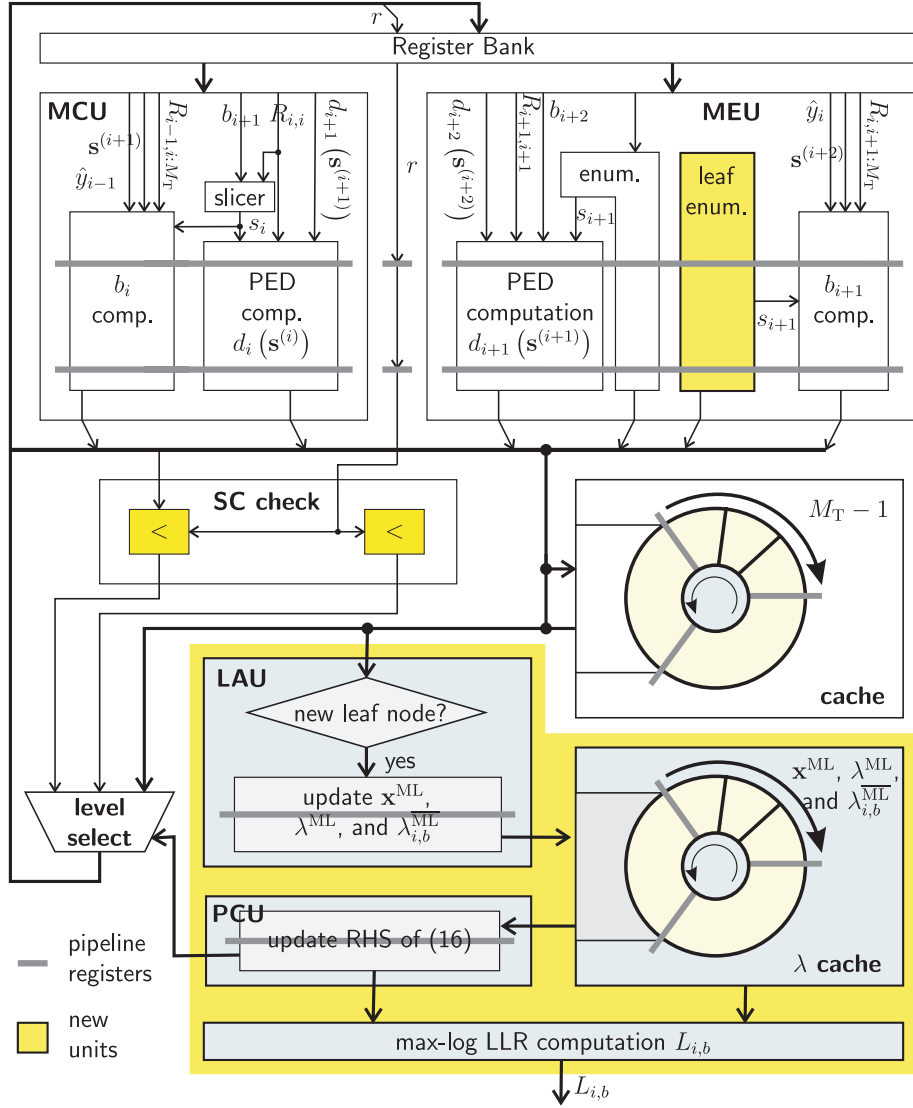 r
Register Bank
MCU
𝐬^(i+1)
ŷ_{i−1}
R_{i−1,i:M_T}
b_{i+1}
R_{i,i}
d_{i+1}(𝐬^(i+1))
slicer
s_i
b_i
comp.
PED
comp.
d_i(𝐬^(i))
r
MEU
d_{i+2}(𝐬^(i+2))
R_{i+1,i+1}
b_{i+2}
enum.
s_{i+1}
leaf
enum.
ŷ_i
𝐬^(i+2)
R_{i,i+1:M_T}
PED
computation
d_{i+1}(𝐬^(i+1))
s_{i+1}
b_{i+1}
comp.
SC check
<
<
M_T − 1
cache
LAU
new leaf node?
yes
update 𝐱^ML,
λ^ML, and λ_{i,b}^{\overline{ML}}
level
select
𝐱^ML, λ^ML,
and λ_{i,b}^{\overline{ML}}
λ cache
PCU
update RHS of (16)
pipeline
registers
new
units
max-log LLR computation L_{i,b}
L_{i,b}